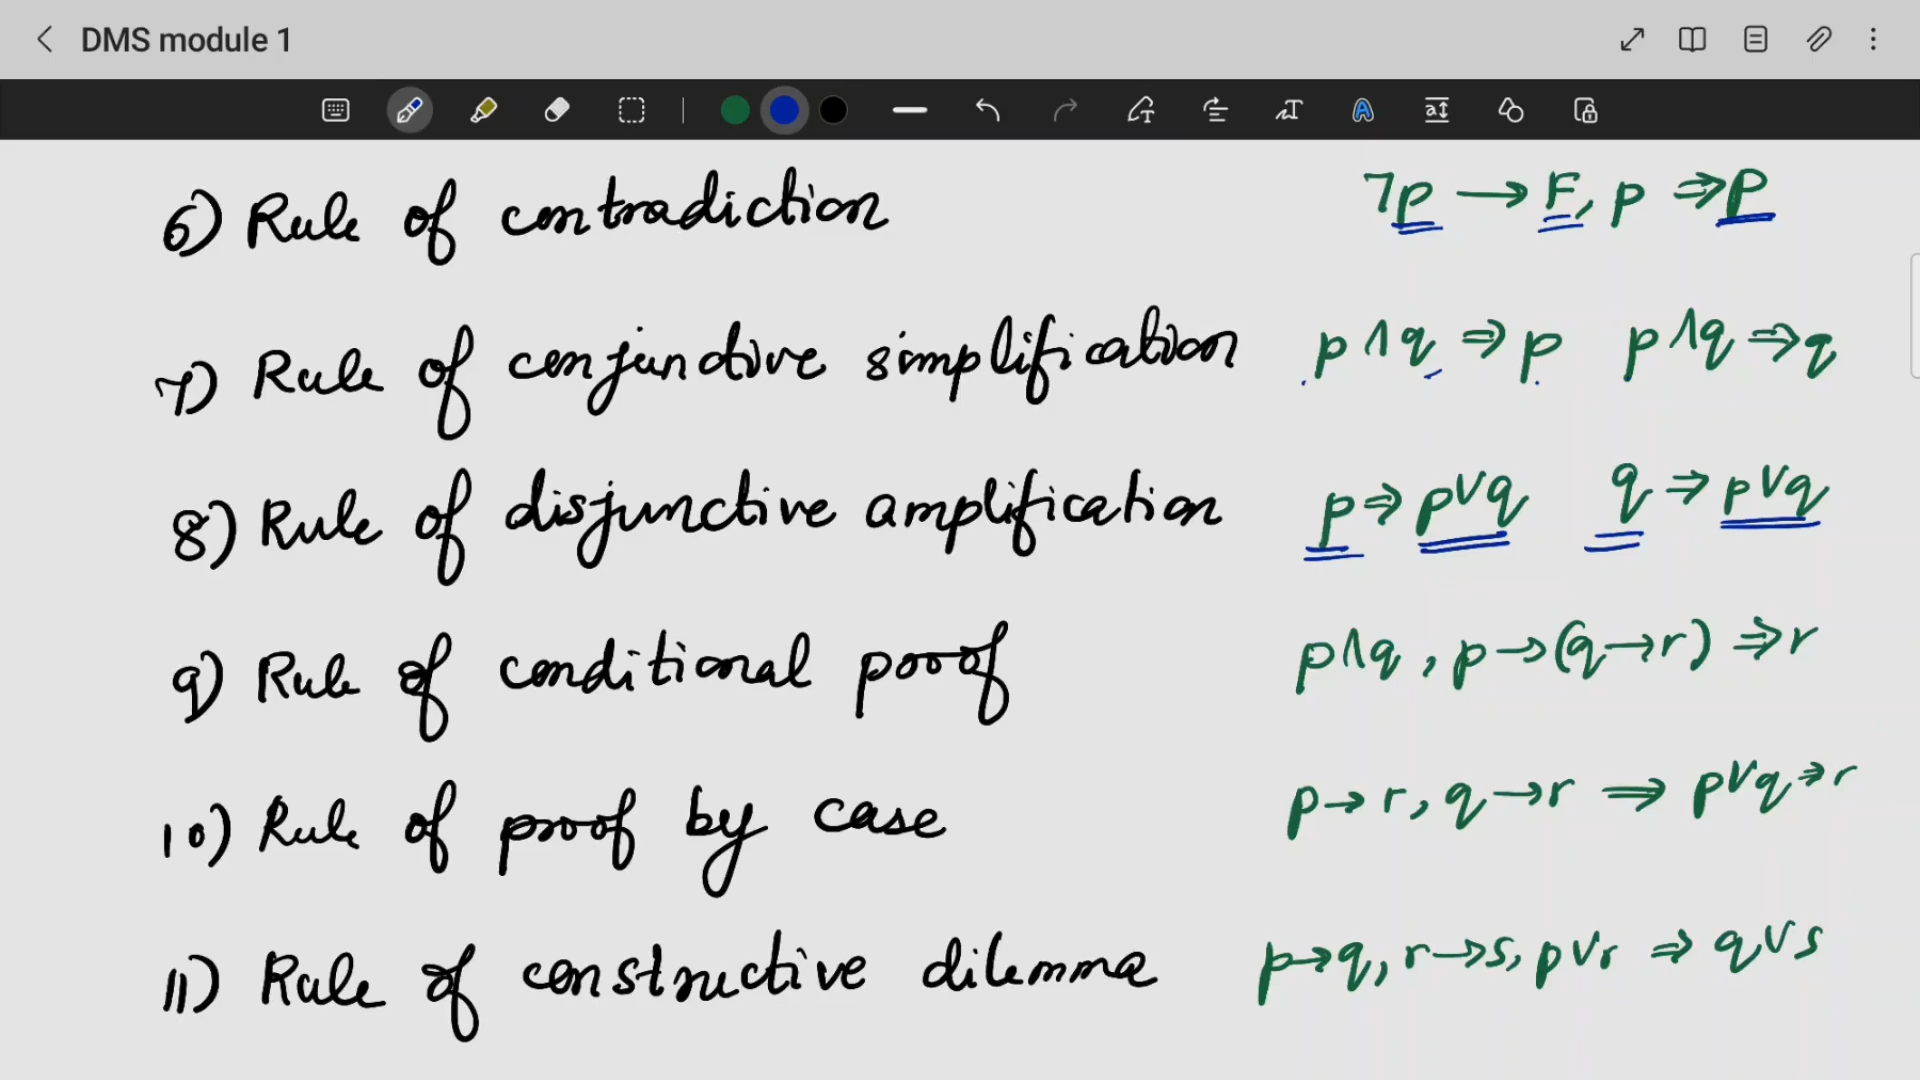 DMS module 1
6) Rule of contradiction ¬p → F, p ⇒ p
7) Rule of conjunctive simplification p ∧ q ⇒ p p ∧ q ⇒ q
8) Rule of disjunctive amplification p ⇒ p ∨ q q ⇒ p ∨ q
9) Rule of conditional proof p ∧ q , p → (q → r) ⇒ r
10) Rule of proof by case p → r, q → r ⇒ p ∨ q ⇒ r
11) Rule of constructive dilemma p → q, r → s, p ∨ r ⇒ q ∨ s